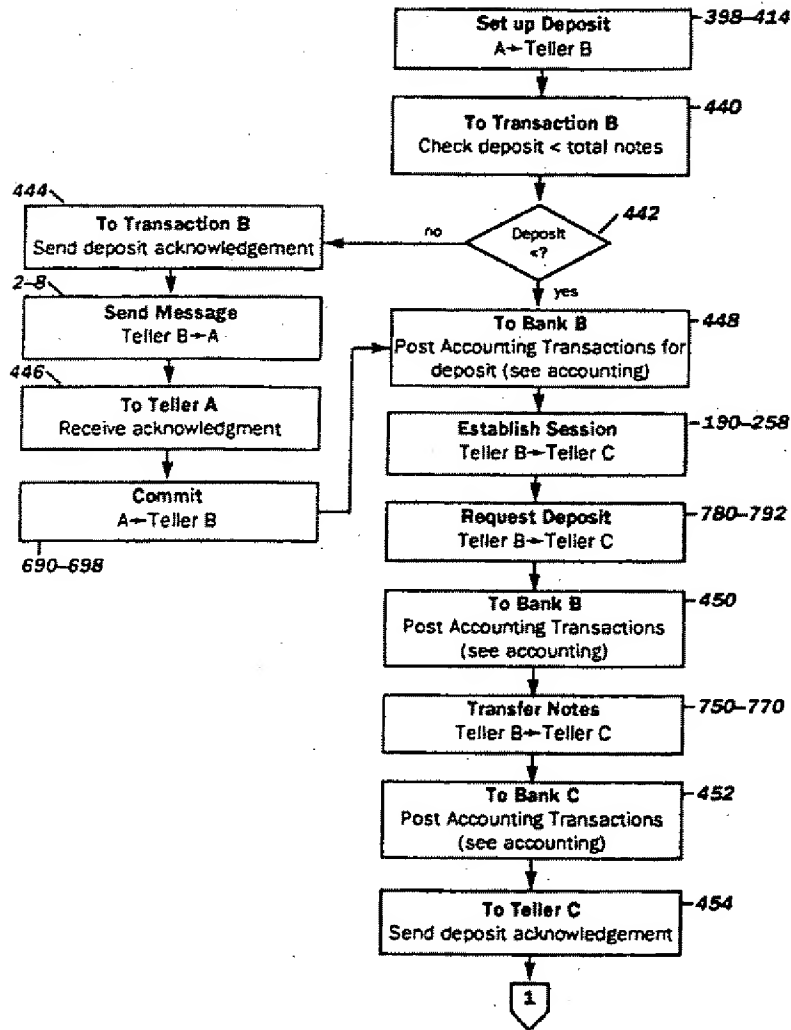 Set up Deposit
A→Teller B
398–414
To Transaction B
Check deposit < total notes
440
Deposit
<?
442
no
yes
444
To Transaction B
Send deposit acknowledgement
2–8
Send Message
Teller B→A
446
To Teller A
Receive acknowledgment
Commit
A→Teller B
690–698
To Bank B
Post Accounting Transactions for
deposit (see accounting)
448
Establish Session
Teller B→Teller C
190–258
Request Deposit
Teller B→Teller C
780–792
To Bank B
Post Accounting Transactions
(see accounting)
450
Transfer Notes
Teller B→Teller C
750–770
To Bank C
Post Accounting Transactions
(see accounting)
452
To Teller C
Send deposit acknowledgement
454
1